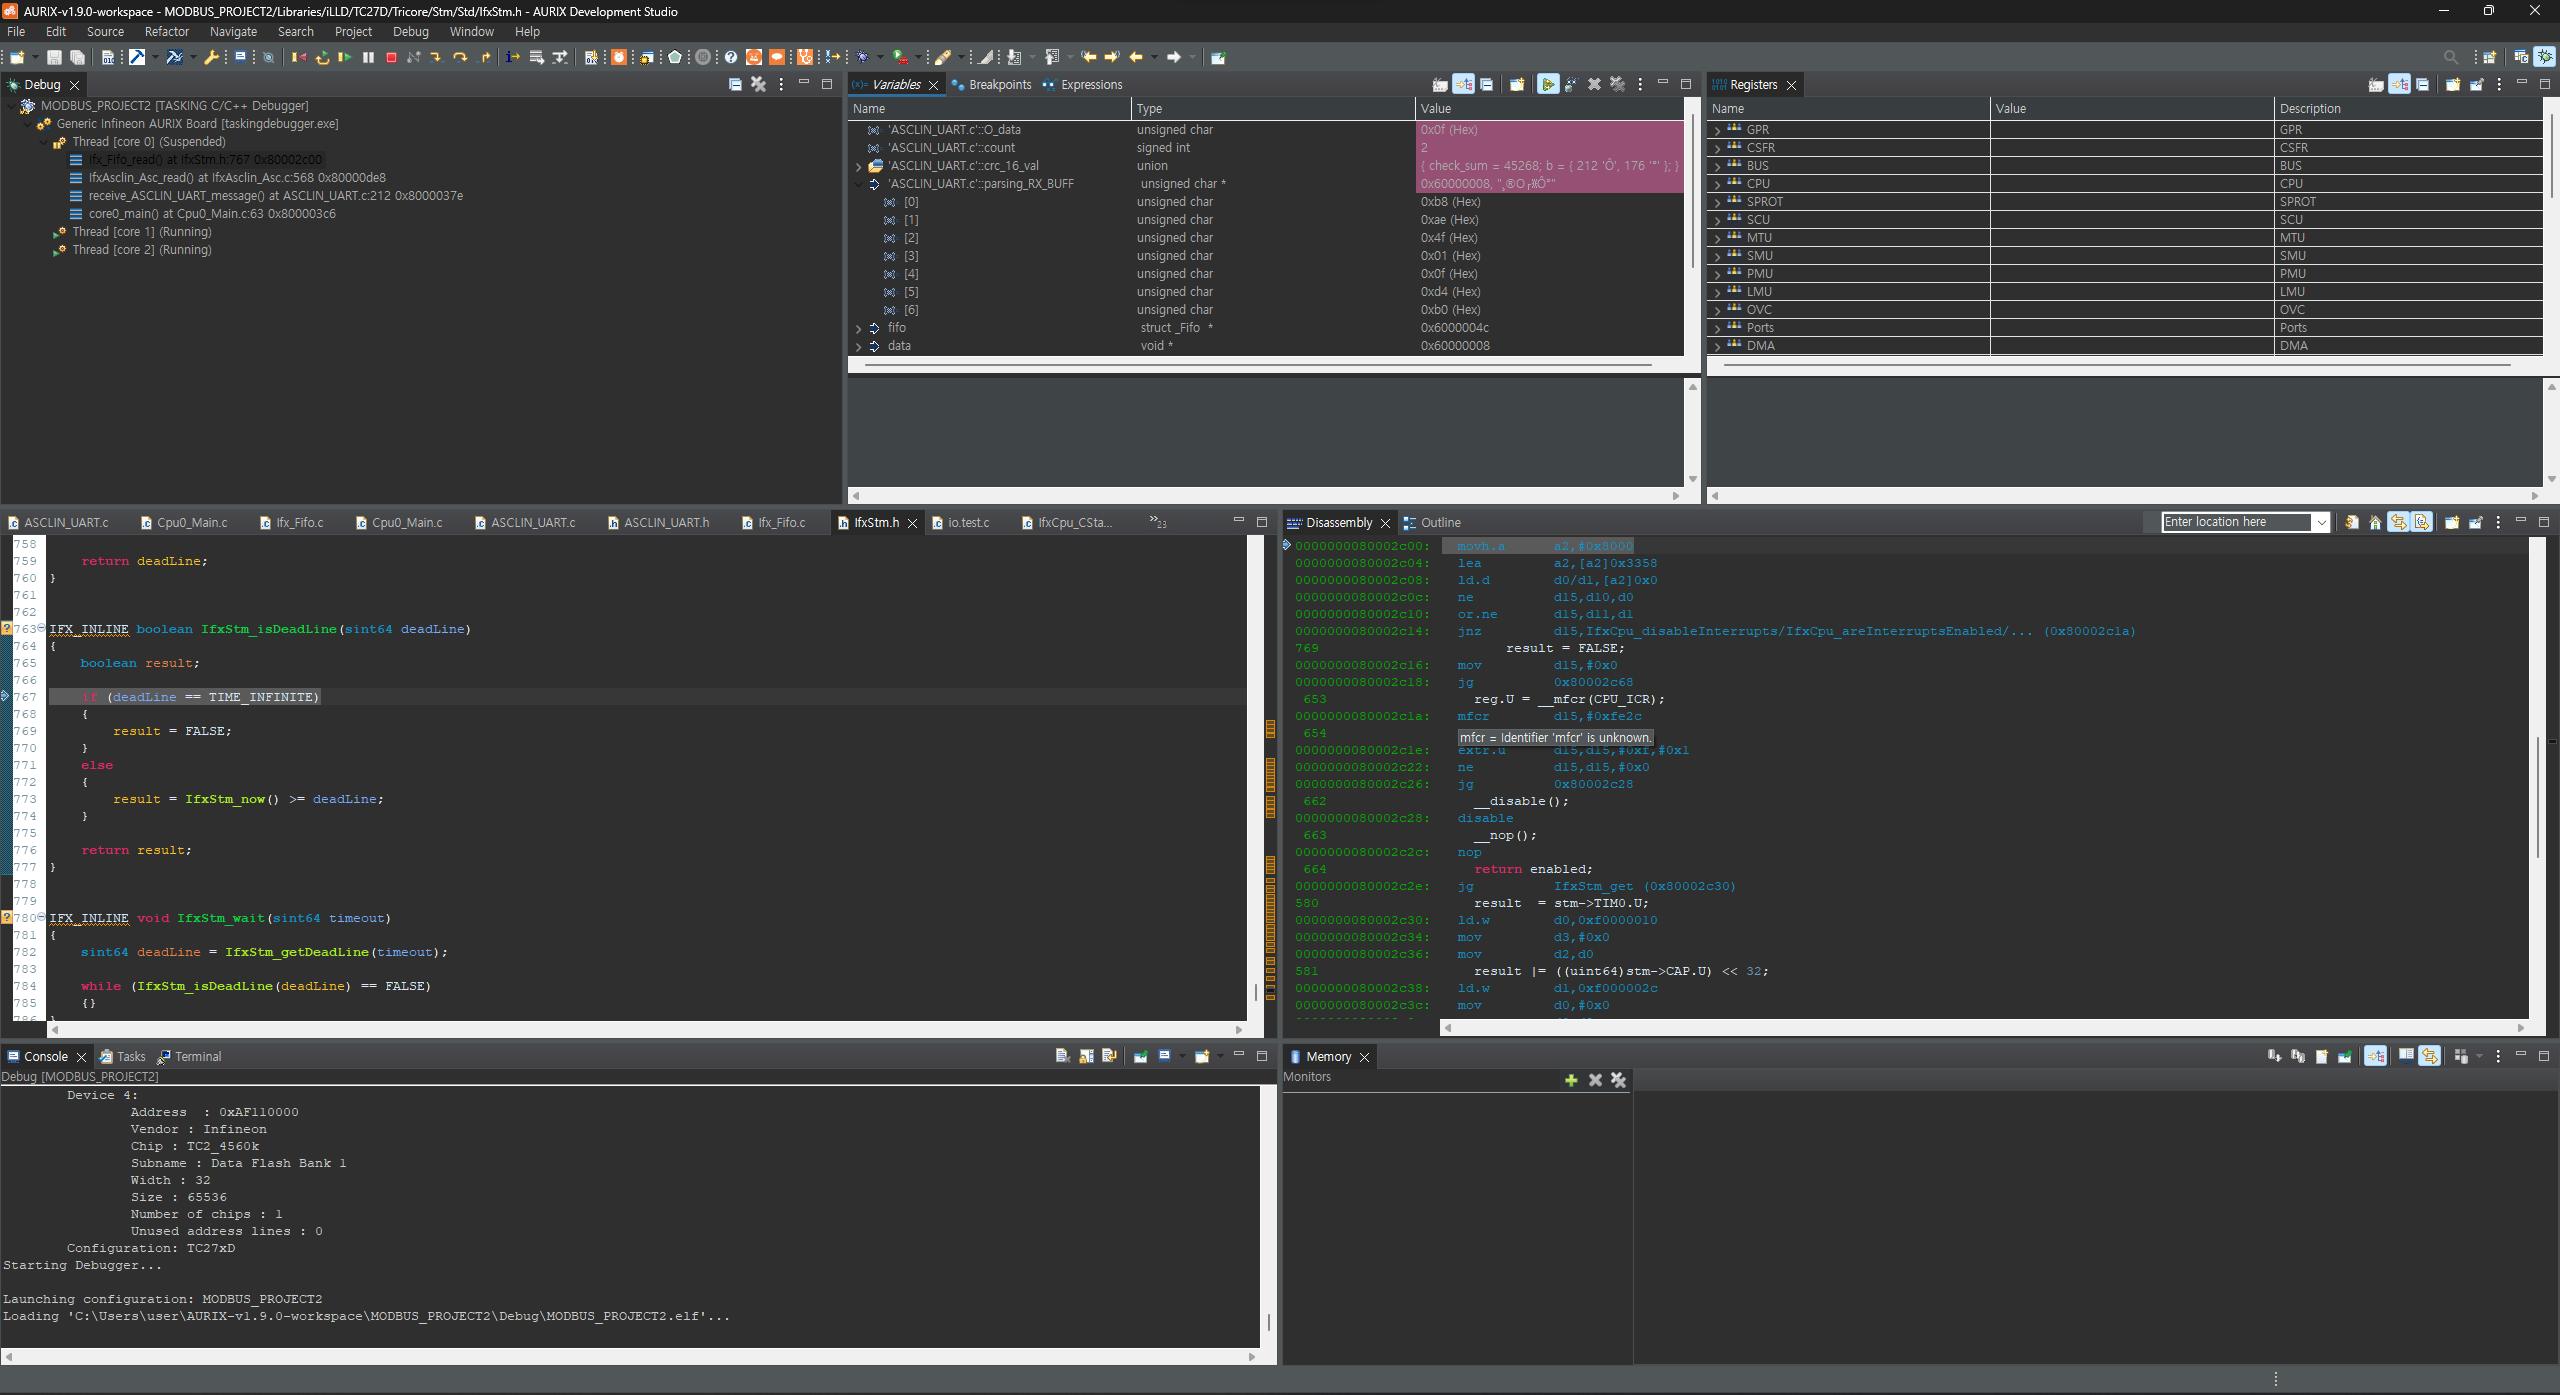 AURIX-v1.9.0-workspace - MODBUS_PROJECT2/Libraries/iLLD/TC27D/Tricore/Stm/Std/IfxStm.h - AURIX Development Studio
File Edit Source Refactor Navigate Search Project Debug Window Help
Debug
MODBUS_PROJECT2 [TASKING C/C++ Debugger]
Generic Infineon AURIX Board [taskingdebugger.exe]
Thread [core 0] (Suspended)
Ifx_Fifo_read() at IfxStm.h:767 0x80002c00
IfxAsclin_Asc_read() at IfxAsclin_Asc.c:568 0x80000de8
receive_ASCLIN_UART_message() at ASCLIN_UART.c:212 0x8000037e
core0_main() at Cpu0_Main.c:63 0x800003c6
Thread [core 1] (Running)
Thread [core 2] (Running)
Variables Breakpoints Expressions
Name Type Value
'ASCLIN_UART.c'::O_data unsigned char 0x0f (Hex)
'ASCLIN_UART.c'::count signed int 2
'ASCLIN_UART.c'::crc_16_val union { check_sum = 45268; b = { 212 'Ô', 176 '°' }; }
'ASCLIN_UART.c'::parsing_RX_BUFF unsigned char * 0x60000008,
[0] unsigned char 0xb8 (Hex)
[1] unsigned char 0xae (Hex)
[2] unsigned char 0x4f (Hex)
[3] unsigned char 0x01 (Hex)
[4] unsigned char 0x0f (Hex)
[5] unsigned char 0xd4 (Hex)
[6] unsigned char 0xb0 (Hex)
fifo struct _Fifo * 0x6000004c
data void * 0x60000008
Registers
Name Value Description
GPR GPR
CSFR CSFR
BUS BUS
CPU CPU
SPROT SPROT
SCU SCU
MTU MTU
SMU SMU
PMU PMU
LMU LMU
OVC OVC
Ports Ports
DMA DMA
ASCLIN_UART.c Cpu0_Main.c Ifx_Fifo.c Cpu0_Main.c ASCLIN_UART.c ASCLIN_UART.h Ifx_Fifo.c IfxStm.h io.test.c IfxCpu_CSta... »23
758
759 return deadLine;
760 }
761
762
763 IFX_INLINE boolean IfxStm_isDeadLine(sint64 deadLine)
764 {
765 boolean result;
766
767 if (deadLine == TIME_INFINITE)
768 {
769 result = FALSE;
770 }
771 else
772 {
773 result = IfxStm_now() >= deadLine;
774 }
775
776 return result;
777 }
778
779
780 IFX_INLINE void IfxStm_wait(sint64 timeout)
781 {
782 sint64 deadLine = IfxStm_getDeadLine(timeout);
783
784 while (IfxStm_isDeadLine(deadLine) == FALSE)
785 {}
786 }
Disassembly Outline
Enter location here
0000000080002c00: movh.a a2,#0x8000
0000000080002c04: lea a2,[a2]0x3358
0000000080002c08: ld.d d0/d1,[a2]0x0
0000000080002c0c: ne d15,d10,d0
0000000080002c10: or.ne d15,d11,d1
0000000080002c14: jnz d15,IfxCpu_disableInterrupts/IfxCpu_areInterruptsEnabled/... (0x80002c1a)
769 result = FALSE;
0000000080002c16: mov d15,#0x0
0000000080002c18: jg 0x80002c68
653 reg.U = __mfcr(CPU_ICR);
0000000080002c1a: mfcr d15,#0xfe2c
654
mfcr = Identifier 'mfcr' is unknown.
0000000080002c1e: extr.u d15,d15,#0xf,#0x1
0000000080002c22: ne d15,d15,#0x0
0000000080002c26: jg 0x80002c28
662 __disable();
0000000080002c28: disable
663 __nop();
0000000080002c2c: nop
664 return enabled;
0000000080002c2e: jg IfxStm_get (0x80002c30)
580 result = stm->TIM0.U;
0000000080002c30: ld.w d0,0xf0000010
0000000080002c34: mov d3,#0x0
0000000080002c36: mov d2,d0
581 result |= ((uint64)stm->CAP.U) << 32;
0000000080002c38: ld.w d1,0xf000002c
0000000080002c3c: mov d0,#0x0
Console Tasks Terminal
Debug [MODBUS_PROJECT2]
Device 4:
Address : 0xAF110000
Vendor : Infineon
Chip : TC2_4560k
Subname : Data Flash Bank 1
Width : 32
Size : 65536
Number of chips : 1
Unused address lines : 0
Configuration: TC27xD
Starting Debugger...
Launching configuration: MODBUS_PROJECT2
Loading 'C:\Users\user\AURIX-v1.9.0-workspace\MODBUS_PROJECT2\Debug\MODBUS_PROJECT2.elf'...
Memory
Monitors